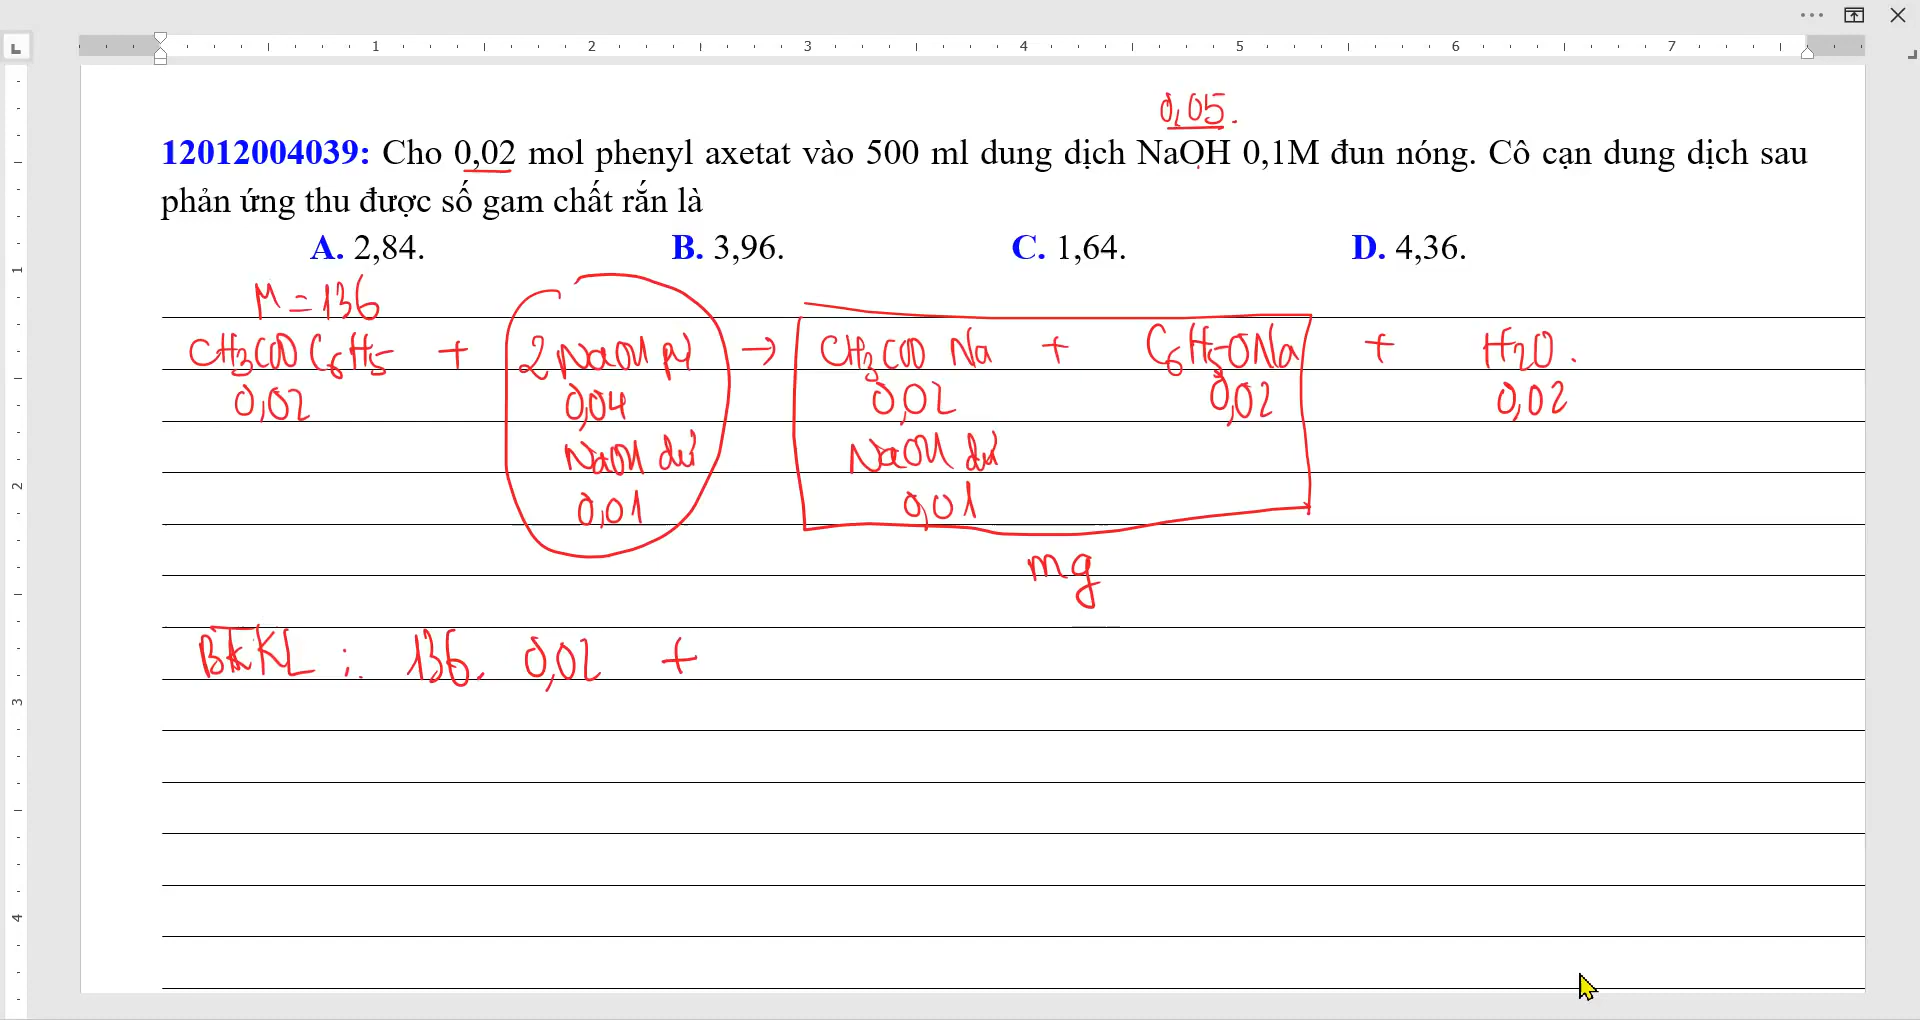 1 2 3 4 5 6 7
0,05.
12012004039: Cho 0,02 mol phenyl axetat vào 500 ml dung dịch NaOH 0,1M đun nóng. Cô cạn dung dịch sau
phản ứng thu được số gam chất rắn là
A. 2,84. B. 3,96. C. 1,64. D. 4,36.
M = 136
CH3COOC6H5 + 2NaOH pứ → CH3COONa + C6H5ONa + H2O.
0,02 0,04 0,02 0,02 0,02
NaOH dư NaOH dư
0,01 0,01
mg
BTKL : 136. 0,02 +
1
2
3
4